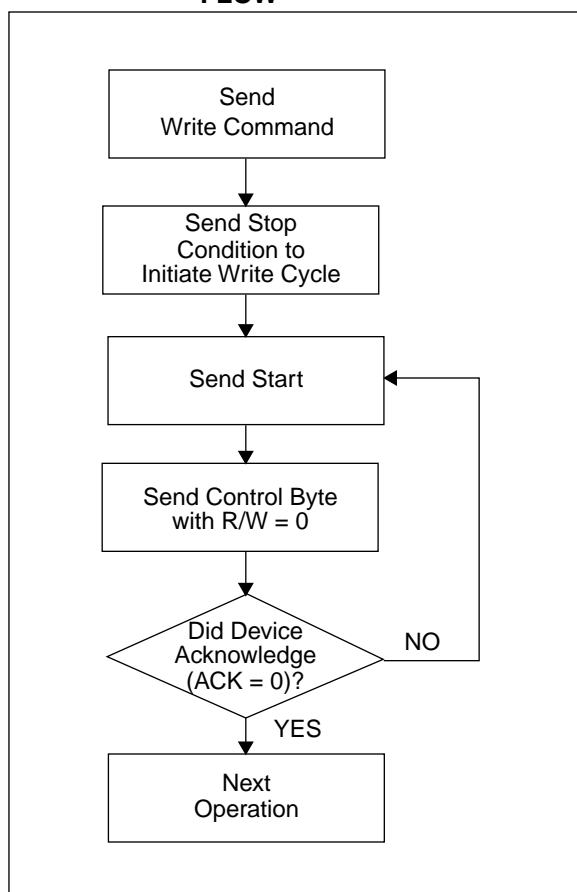 Send
Write Command
Send Stop
Condition to
Initiate Write Cycle
Send Start
Send Control Byte
with R/W = 0
Did Device
Acknowledge
(ACK = 0)?
NO
YES
Next
Operation